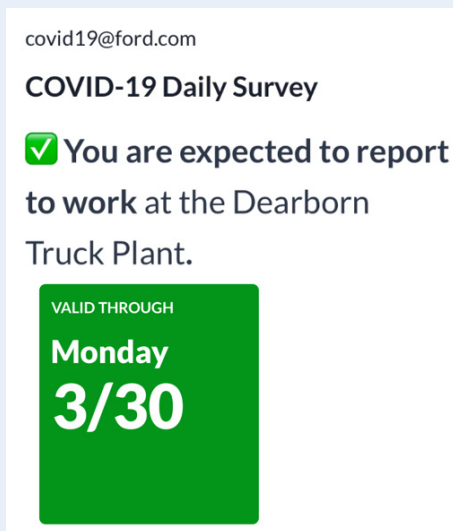 covid19@ford.com
COVID-19 Daily Survey
✅ You are expected to report
to work at the Dearborn
Truck Plant.
VALID THROUGH
Monday
3/30